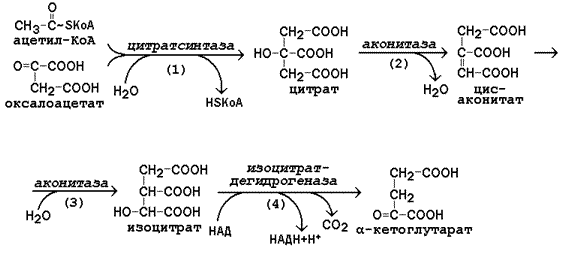 O
CH3-C~SKoA
ацетил-КоА
O=C-COOH
CH2-COOH
оксалоацетат
цитратсинтаза
(1)
H2O
HSKoA
CH2-COOH
HO-C-COOH
CH2-COOH
цитрат
аконитаза
(2)
H2O
CH2-COOH
C-COOH
CH-COOH
цис-
аконитат
аконитаза
(3)
H2O
CH2-COOH
CH-COOH
HO-CH-COOH
изоцитрат
изоцитрат-
дегидрогеназа
(4)
НАД
НАДН+Н+
CO2
CH2-COOH
CH2
O=C-COOH
α-кетоглутарат